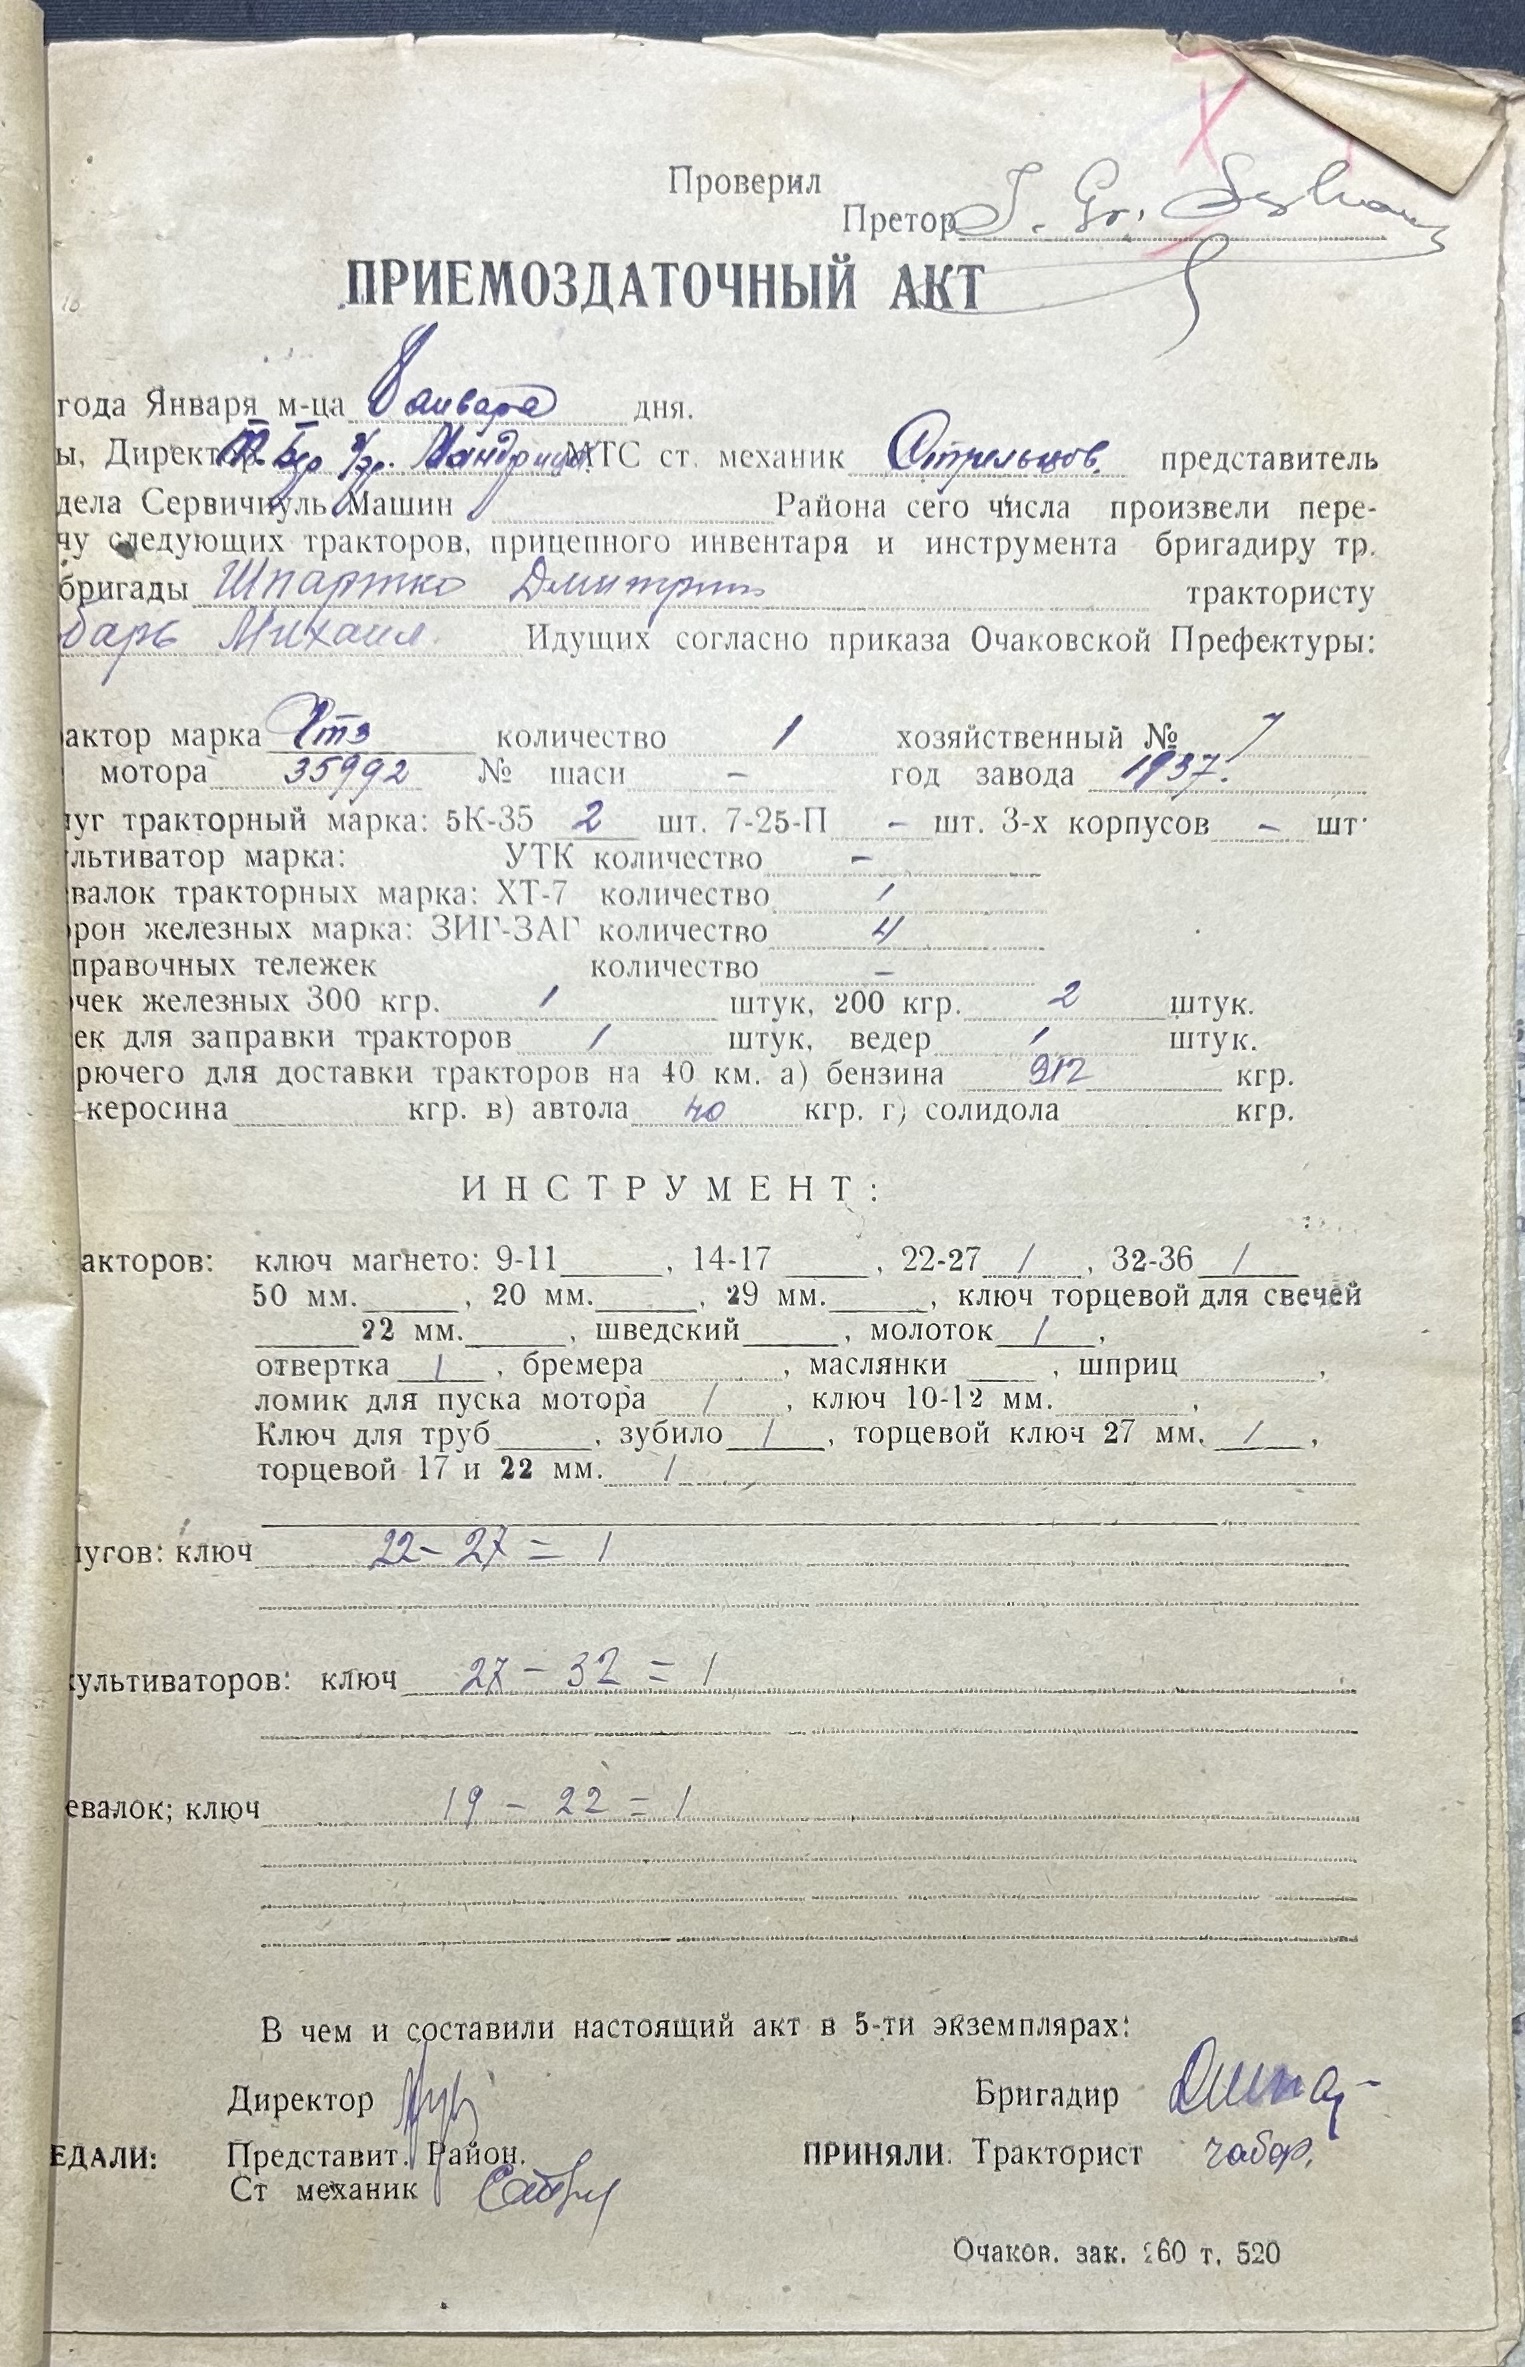 Проверил
Претор
ПРИЕМОЗДАТОЧНЫЙ АКТ
года Января м-ца 8 января дня.
ы, Директ МТС ст. механик Стрельцов. представитель
дела Сервичиуль Машин Района сего числа произвели пере-
чу следующих тракторов, прицепного инвентаря и инструмента бригадиру тр.
бригады Шпартко Дмитрий трактористу
барь Михаил. Идущих согласно приказа Очаковской Префектуры:
актор марка Хтз количество 1 хозяйственный № 7
мотора 35992 № шаси - год завода 1937.
уг тракторный марка: 5К-35 2 шт. 7-25-П - шт. 3-х корпусов - шт.
льтиватор марка: УТК количество -
валок тракторных марка: ХТ-7 количество 1
рон железных марка: ЗИГ-ЗАГ количество 4
правочных тележек количество -
чек железных 300 кгр. 1 штук, 200 кгр. 2 штук.
ек для заправки тракторов 1 штук, ведер 1 штук.
рючего для доставки тракторов на 40 км. а) бензина 912 кгр.
керосина кгр. в) автола 40 кгр. г) солидола кгр.
ИНСТРУМЕНТ:
акторов: ключ магнето: 9-11 , 14-17 , 22-27 1 , 32-36 1
50 мм. , 20 мм. , 29 мм. , ключ торцевой для свечей
22 мм. , шведский , молоток 1 ,
отвертка 1 , бремера , маслянки , шприц ,
ломик для пуска мотора 1 , ключ 10-12 мм. ,
Ключ для труб , зубило 1 , торцевой ключ 27 мм. 1 ,
торцевой 17 и 22 мм. 1
угов: ключ 22-27 = 1
культиваторов: ключ 27-32 = 1
евалок; ключ 19-22 = 1
В чем и составили настоящий акт в 5-ти экземплярах:
Директор Бригадир
ЕДАЛИ: Представит. Район. ПРИНЯЛИ: Тракторист чабар.
Ст механик
Очаков. зак. 260 т. 520